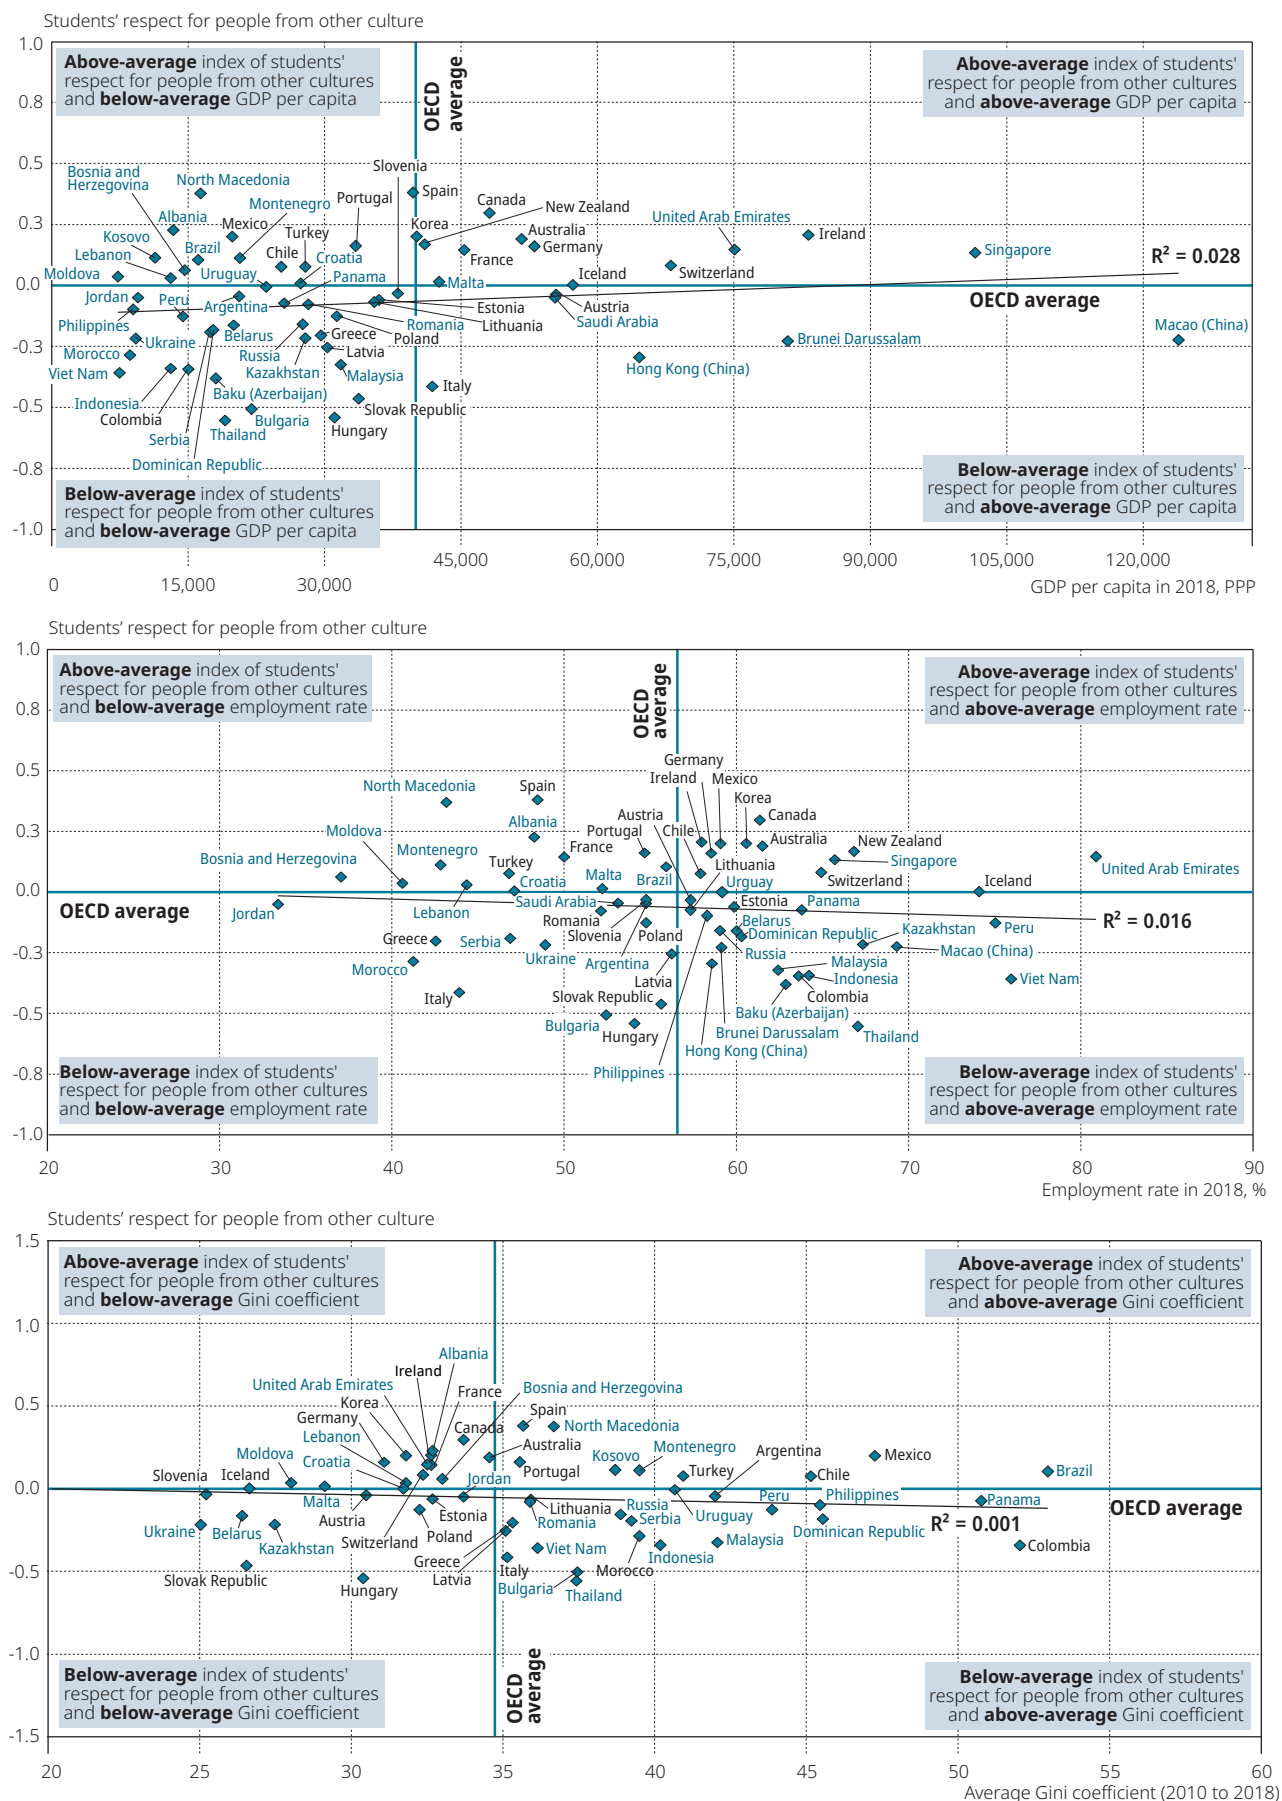 Students' respect for people from other culture
1.0
0.8
0.5
0.3
0.0
-0.3
-0.5
-0.8
-1.0
Above-average index of students'
respect for people from other cultures
and below-average GDP per capita
OECD
average
Above-average index of students'
respect for people from other cultures
and above-average GDP per capita
Bosnia and
Herzegovina
North Macedonia
Slovenia
Spain
Albania
Mexico
Montenegro
Portugal
Canada
New Zealand
Korea
Australia
United Arab Emirates
Ireland
Kosovo
Brazil
Turkey
Germany
Singapore
Lebanon
Chile
Croatia
France
R² = 0.028
Moldova
Uruguay
Panama
Malta
Iceland
Switzerland
Jordan
Peru
Argentina
Estonia
Austria
OECD average
Philippines
Romania
Lithuania
Saudi Arabia
Macao (China)
Ukraine
Belarus
Greece
Poland
Brunei Darussalam
Morocco
Russia
Latvia
Viet Nam
Kazakhstan
Malaysia
Hong Kong (China)
Indonesia
Baku (Azerbaijan)
Italy
Colombia
Bulgaria
Slovak Republic
Serbia
Thailand
Hungary
Dominican Republic
Below-average index of students'
respect for people from other cultures
and below-average GDP per capita
Below-average index of students'
respect for people from other cultures
and above-average GDP per capita
0
15,000
30,000
45,000
60,000
75,000
90,000
105,000
120,000
GDP per capita in 2018, PPP
Students' respect for people from other culture
1.0
0.8
0.5
0.3
0.0
-0.3
-0.5
-0.8
-1.0
Above-average index of students'
respect for people from other cultures
and below-average employment rate
OECD
average
Above-average index of students'
respect for people from other cultures
and above-average employment rate
Germany
North Macedonia
Spain
Ireland
Mexico
Korea
Albania
Austria
Canada
Moldova
Portugal
Chile
Australia
New Zealand
Bosnia and Herzegovina
Montenegro
Turkey
France
Lithuania
Singapore
United Arab Emirates
Croatia
Malta
Brazil
Urguay
Switzerland
Iceland
OECD average
Jordan
Lebanon
Saudi Arabia
Estonia
Panama
R² = 0.016
Romania
Belarus
Peru
Greece
Serbia
Slovenia
Poland
Dominican Republic
Kazakhstan
Morocco
Ukraine
Argentina
Russia
Macao (China)
Malaysia
Italy
Latvia
Indonesia
Viet Nam
Slovak Republic
Colombia
Bulgaria
Baku (Azerbaijan)
Hungary
Brunei Darussalam
Thailand
Hong Kong (China)
Philippines
Below-average index of students'
respect for people from other cultures
and below-average employment rate
Below-average index of students'
respect for people from other cultures
and above-average employment rate
20
30
40
50
60
70
80
90
Employment rate in 2018, %
Students' respect for people from other culture
1.5
1.0
0.5
0.0
-0.5
-1.0
-1.5
Above-average index of students'
respect for people from other cultures
and below-average Gini coefficient
Above-average index of students'
respect for people from other cultures
and above-average Gini coefficient
Albania
Ireland
United Arab Emirates
France
Bosnia and Herzegovina
Korea
Germany
Spain
Lebanon
Canada
North Macedonia
Moldova
Croatia
Australia
Kosovo
Montenegro
Argentina
Mexico
Slovenia
Iceland
Jordan
Portugal
Turkey
Chile
Brazil
Malta
Lithuania
Russia
Peru
Philippines
Panama
OECD average
Austria
Estonia
Romania
Serbia
Uruguay
R² = 0.001
Ukraine
Belarus
Poland
Dominican Republic
Kazakhstan
Switzerland
Viet Nam
Malaysia
Colombia
Greece
Indonesia
Slovak Republic
Latvia
Italy
Morocco
Hungary
Bulgaria
Thailand
Below-average index of students'
respect for people from other cultures
and below-average Gini coefficient
OECD
average
Below-average index of students'
respect for people from other cultures
and above-average Gini coefficient
20
25
30
35
40
45
50
55
60
Average Gini coefficient (2010 to 2018)